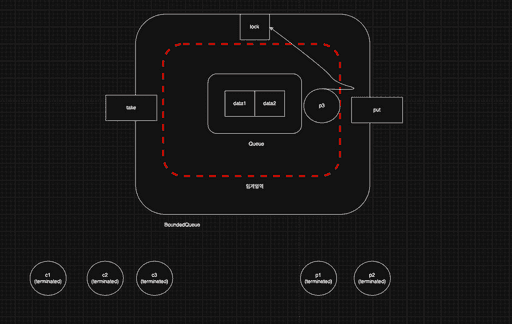 lock
data1
data2
take
p3
put
Queue
임계영역
BoundedQueue
c1
(terminated)
c2
(terminated)
c3
(terminated)
p1
(terminated)
p2
(terminated)